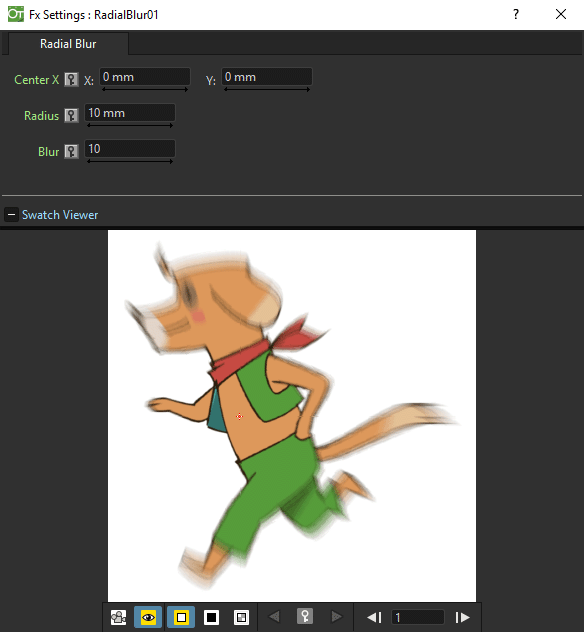 OT Fx Settings : RadialBlur01
Radial Blur
Center X X: 0 mm Y: 0 mm
Radius 10 mm
Blur 10
Swatch Viewer
1